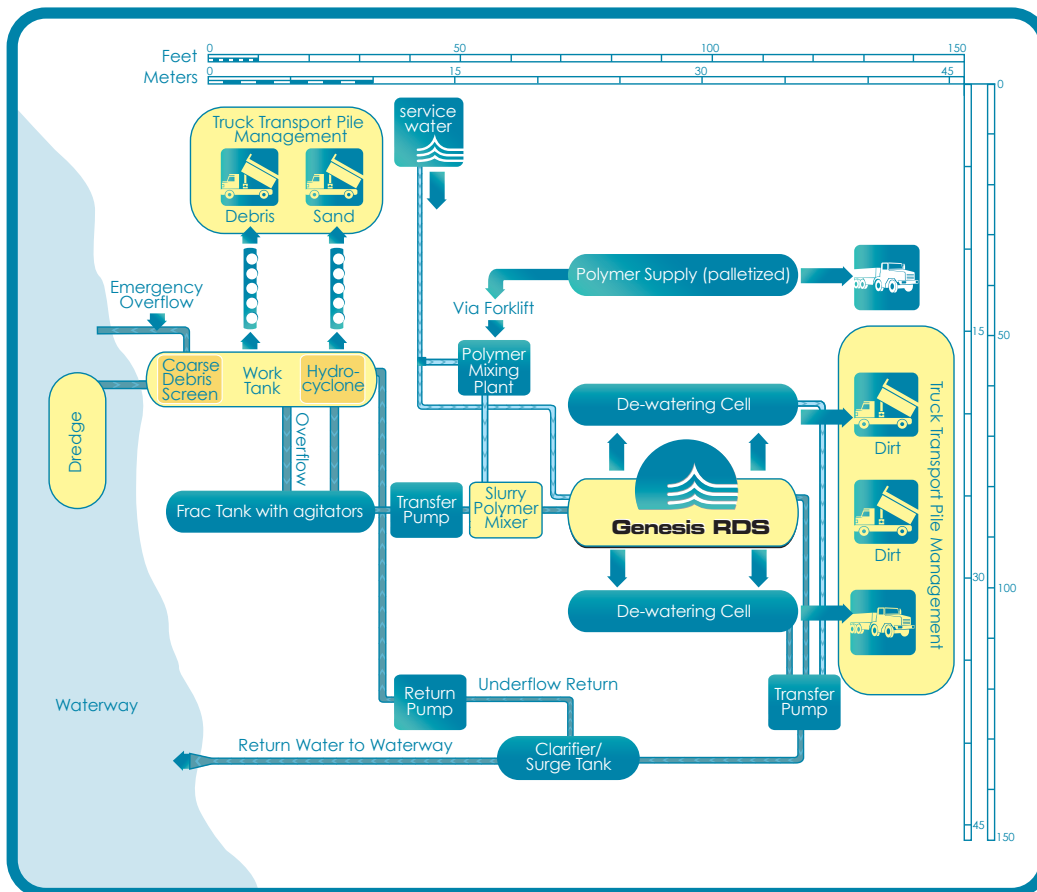 Feet
0
50
100
150
Meters
0
15
30
45
0
Truck Transport Pile
Management
Debris
Sand
service
water
Polymer Supply (palletized)
Via Forklift
Emergency
Overflow
15
50
Coarse
Debris
Screen
Work
Tank
Hydro-
cyclone
Polymer
Mixing
Plant
Dredge
Overflow
De-watering Cell
Dirt
Truck Transport Pile Management
Frac Tank with agitators
Transfer
Pump
Slurry
Polymer
Mixer
Genesis RDS
Dirt
30
100
De-watering Cell
Waterway
Return
Pump
Underflow Return
Transfer
Pump
Return Water to Waterway
Clarifier/
Surge Tank
45
150